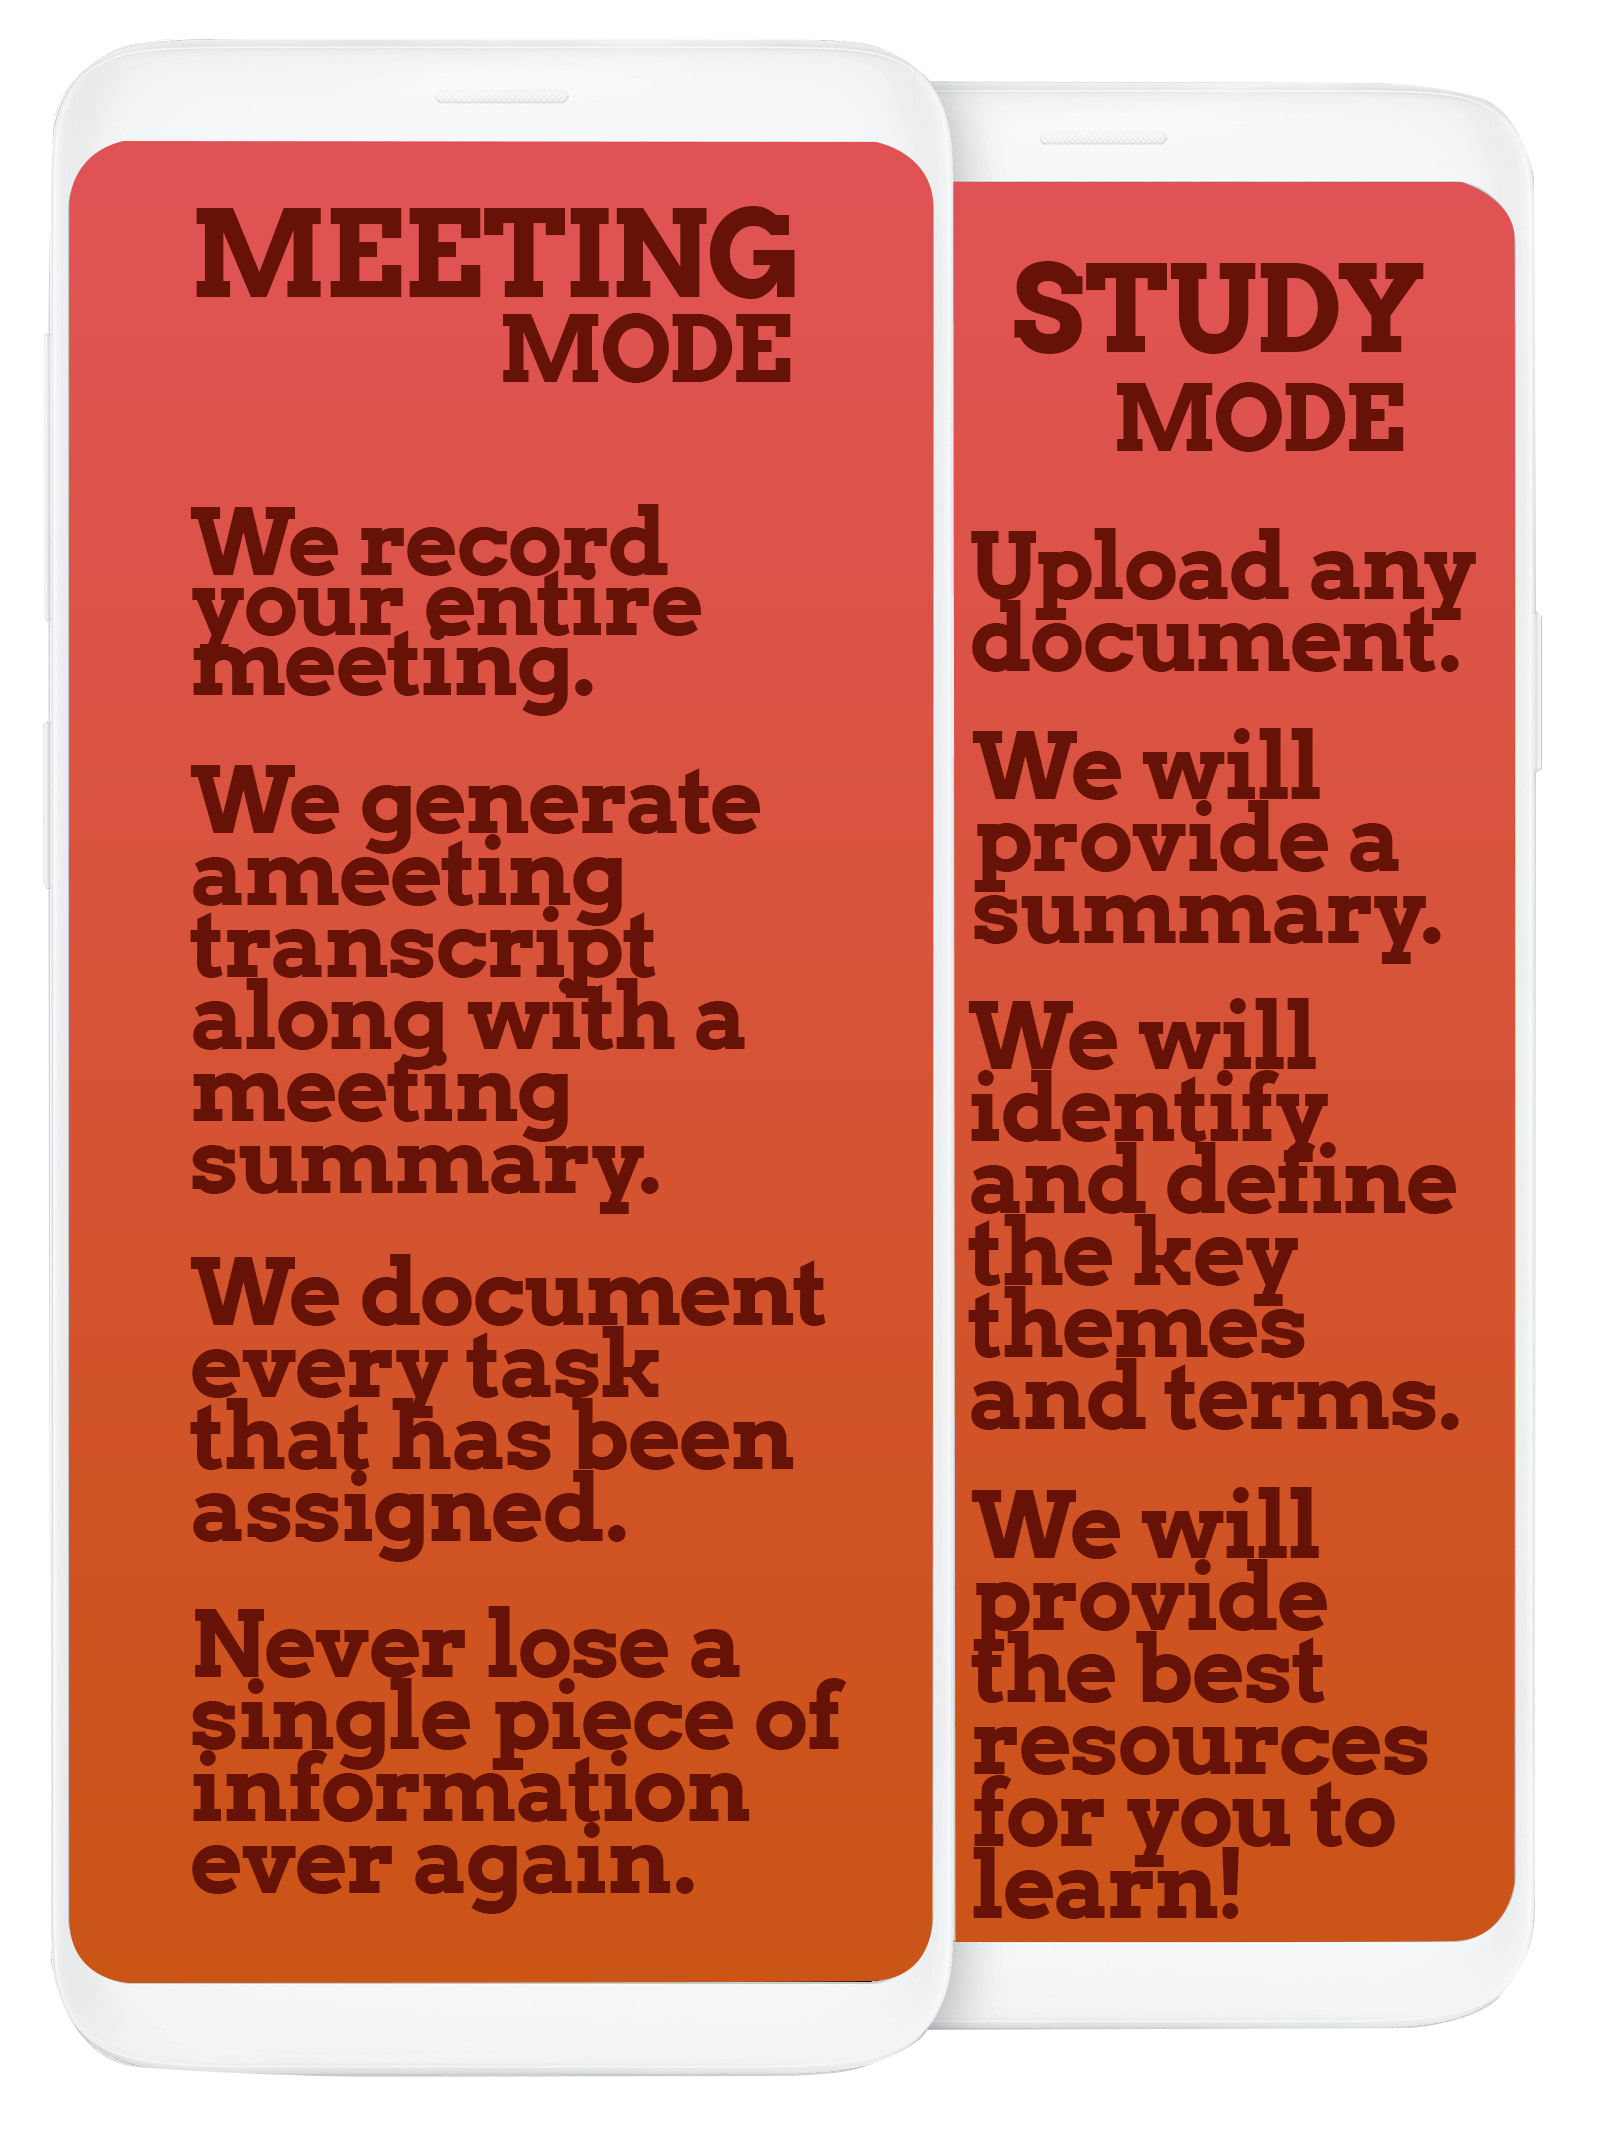 MEETING
MODE
We record
your entire
meeting.
We generate
ameeting
transcript
along with a
meeting
summary.
We document
every task
that has been
assigned.
Never lose a
single piece of
information
ever again.
STUDY
MODE
Upload any
document.
We will
provide a
summary.
We will
identify
and define
the key
themes
and terms.
We will
provide
the best
resources
for you to
learn!